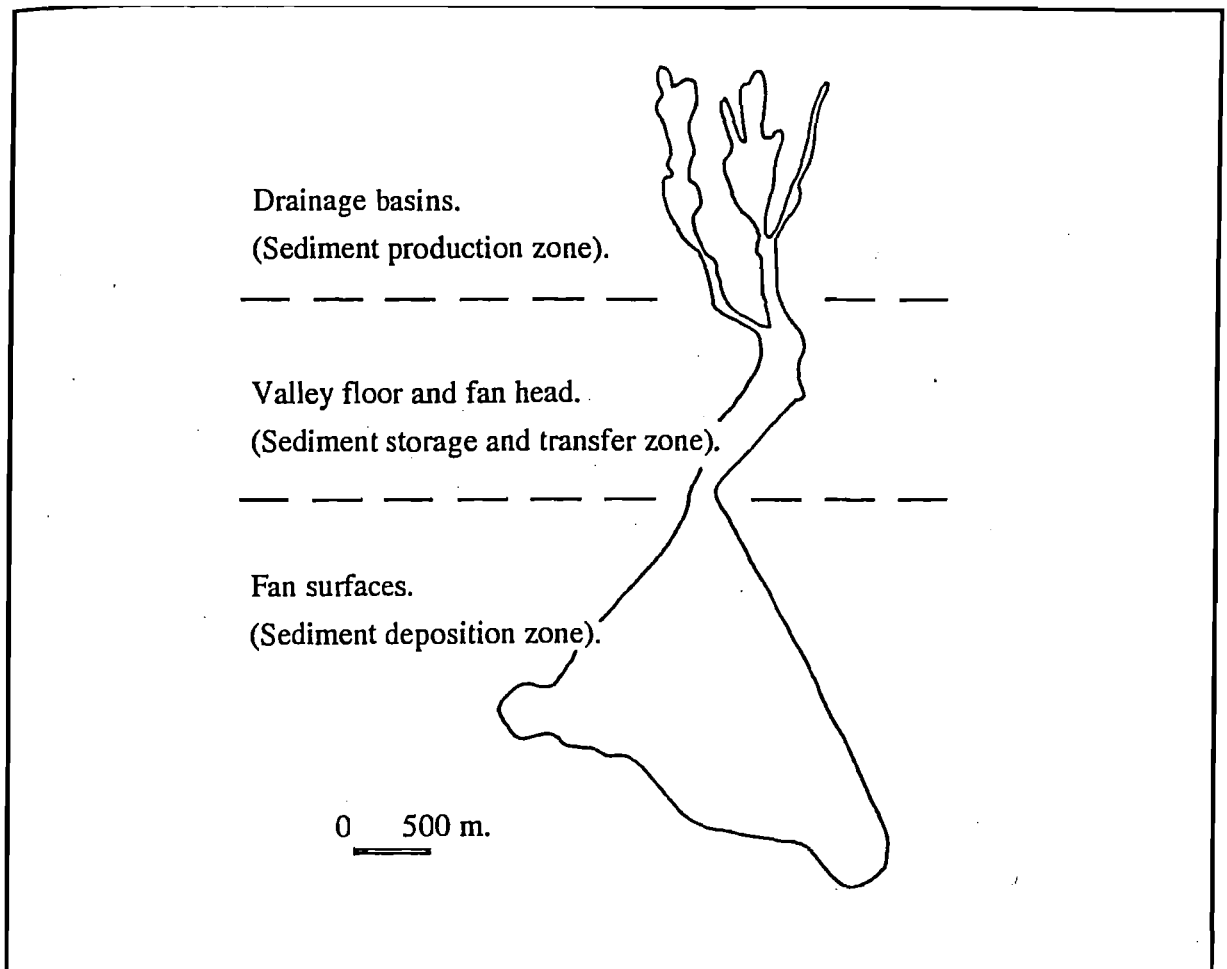 Drainage basins.
(Sediment production zone).
Valley floor and fan head.
(Sediment storage and transfer zone).
Fan surfaces.
(Sediment deposition zone).
0 500 m.